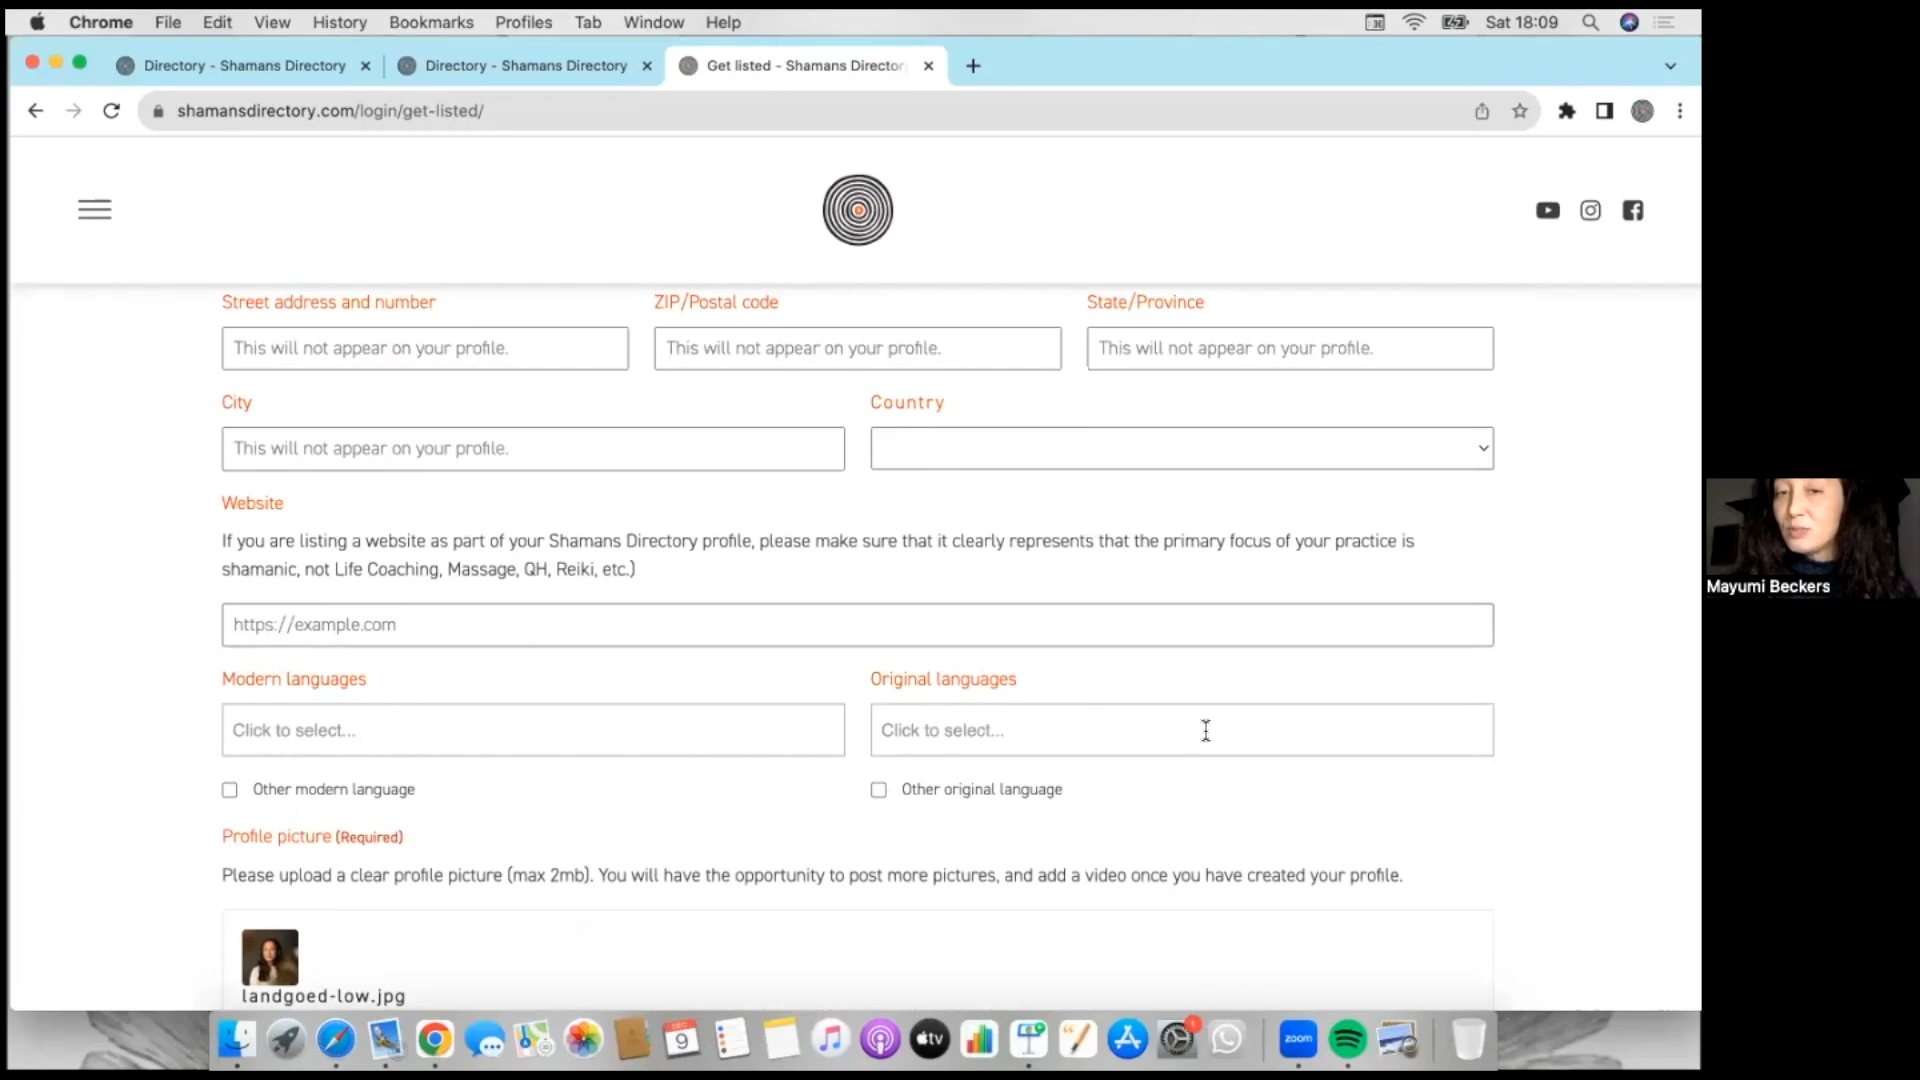 Chrome File Edit View History Bookmarks Profiles Tab Window Help Sat 18:09
Directory - Shamans Directory Directory - Shamans Directory Get listed - Shamans Director
shamansdirectory.com/login/get-listed/
Street address and number ZIP/Postal code State/Province
This will not appear on your profile. This will not appear on your profile. This will not appear on your profile.
City Country
This will not appear on your profile.
Website
If you are listing a website as part of your Shamans Directory profile, please make sure that it clearly represents that the primary focus of your practice is
shamanic, not Life Coaching, Massage, QH, Reiki, etc.)
https://example.com
Mayumi Beckers
Modern languages Original languages
Click to select... Click to select...
Other modern language Other original language
Profile picture (Required)
Please upload a clear profile picture (max 2mb). You will have the opportunity to post more pictures, and add a video once you have created your profile.
landgoed-low.jpg
DEC
9
tv
1
zoom